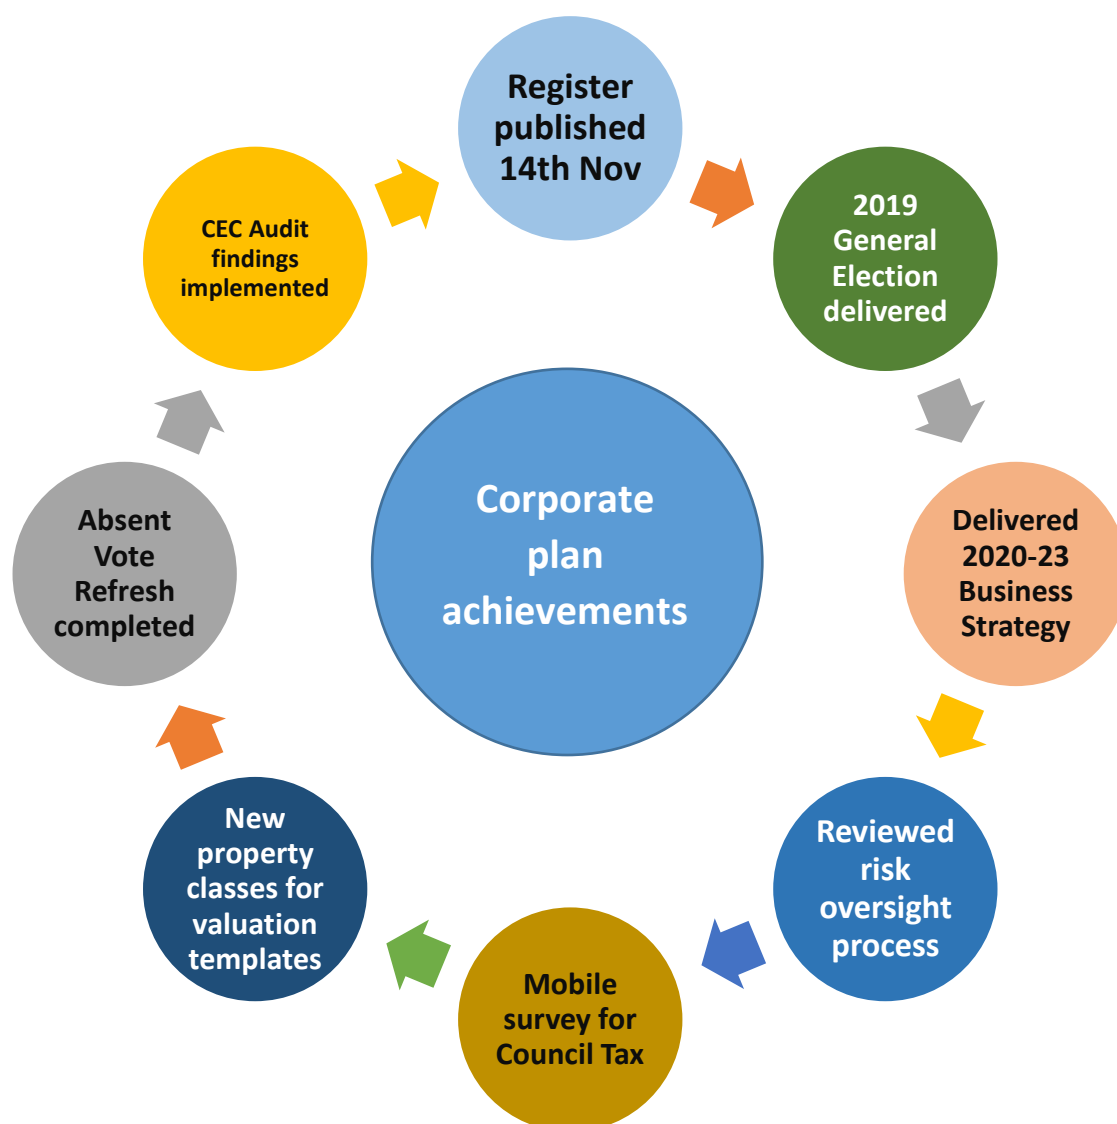 Register
published
14th Nov
2019
General
Election
delivered
Delivered
2020-23
Business
Strategy
Reviewed
risk
oversight
process
Mobile
survey for
Council Tax
New
property
classes for
valuation
templates
Absent
Vote
Refresh
completed
CEC Audit
findings
implemented
Corporate
plan
achievements